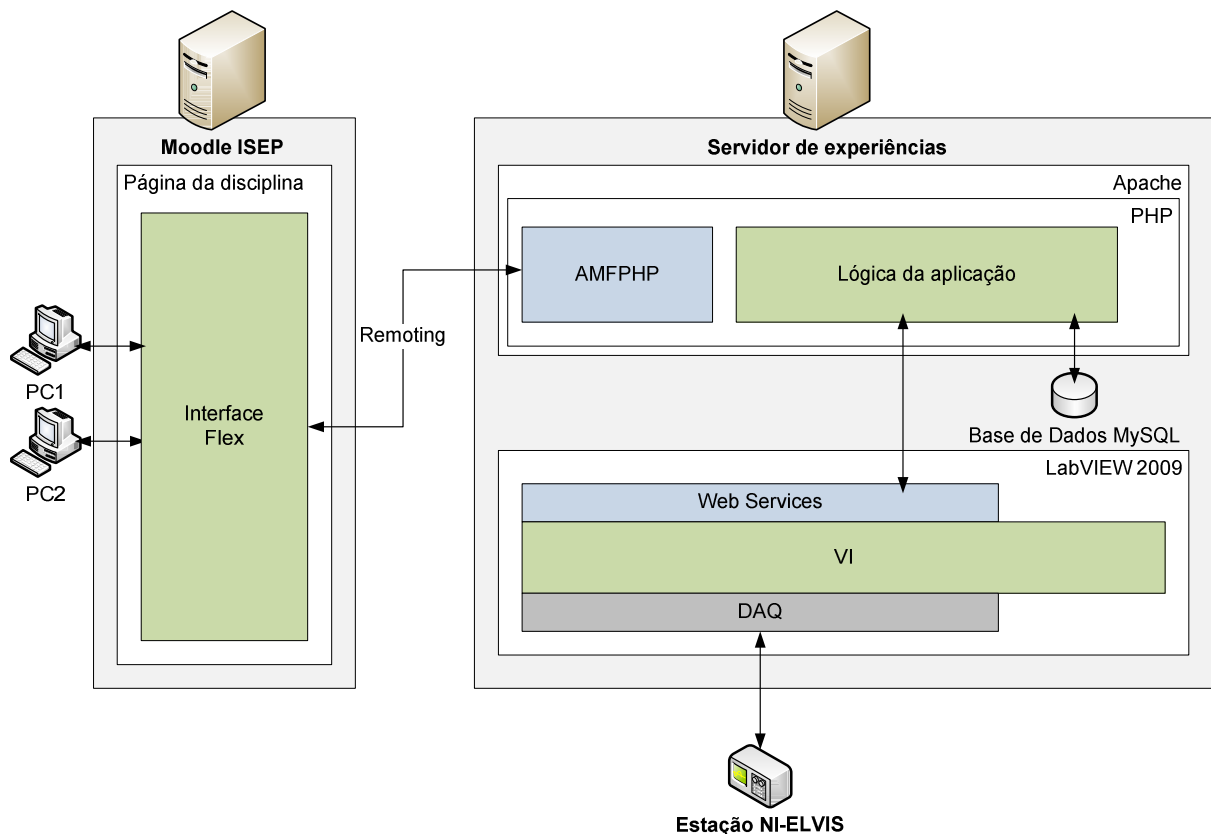 Moodle ISEP
Página da disciplina
Interface
Flex
PC1
PC2
Remoting
Servidor de experiências
Apache
PHP
AMFPHP
Lógica da aplicação
Base de Dados MySQL
LabVIEW 2009
Web Services
VI
DAQ
Estação NI-ELVIS